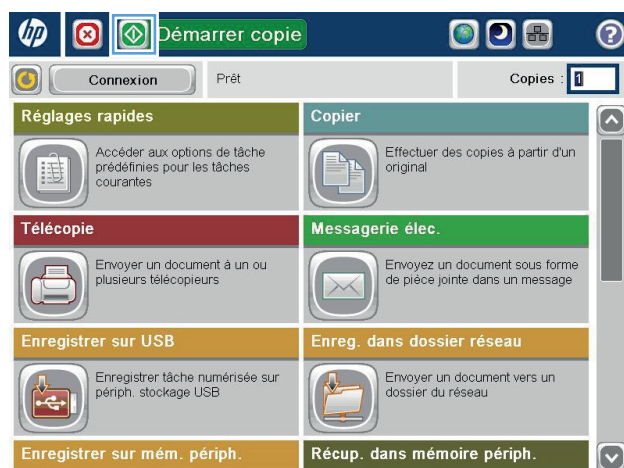 hp
Démarrer copie
?
Connexion
Prêt
Copies :
1
Réglages rapides
Copier
Accéder aux options de tâche
prédéfinies pour les tâches
courantes
Effectuer des copies à partir d'un
original
Télécopie
Messagerie élec.
Envoyer un document à un ou
plusieurs télécopieurs
Envoyez un document sous forme
de pièce jointe dans un message
Enregistrer sur USB
Enreg. dans dossier réseau
Enregistrer tâche numérisée sur
périph. stockage USB
Envoyer un document vers un
dossier du réseau
Enregistrer sur mém. périph.
Récup. dans mémoire périph.